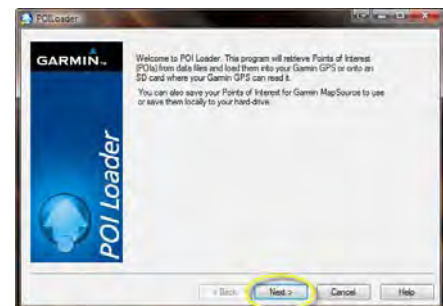 POILoader
GARMIN
POI Loader
Welcome to POI Loader. This program will retrieve Points of Interest
(POIs) from data files and load them into your Garmin GPS or onto an
SD card where your Garmin GPS can read it.
You can also save your Points of Interest for Garmin MapSource to use
or save them locally to your hard-drive.
< Back
Next >
Cancel
Help